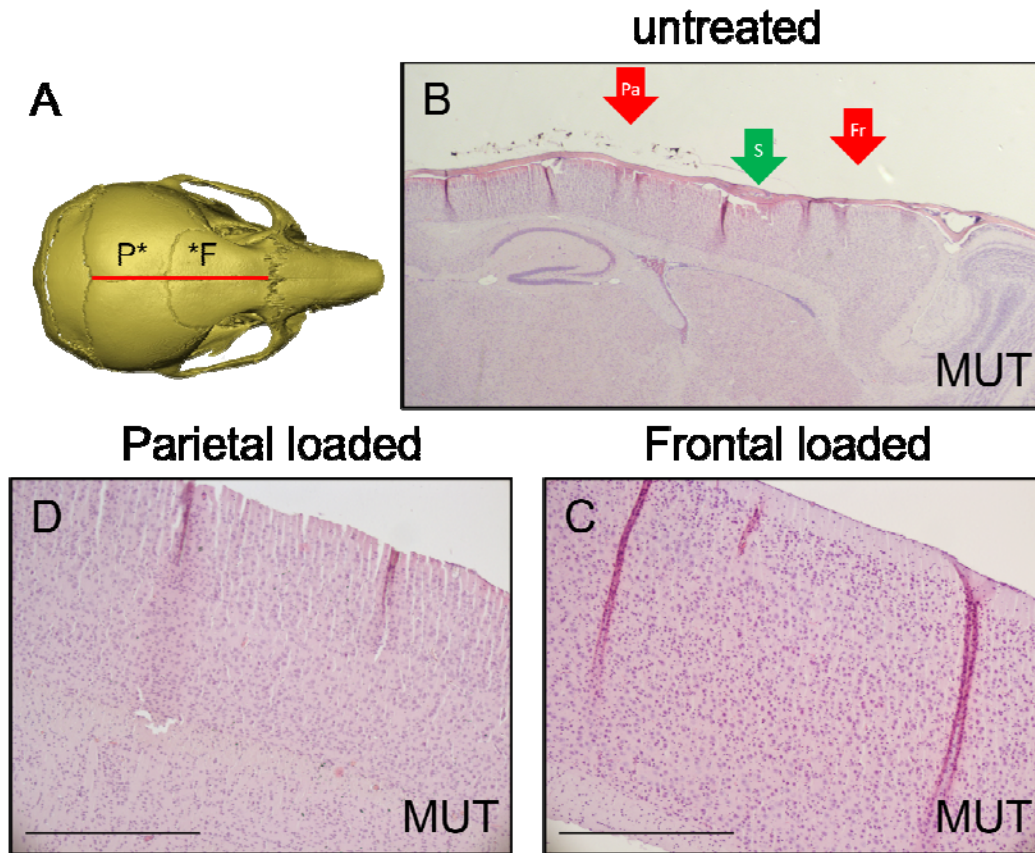 untreated
A
P* *F
B
Pa
S
Fr
MUT
Parietal loaded
Frontal loaded
D
MUT
C
MUT